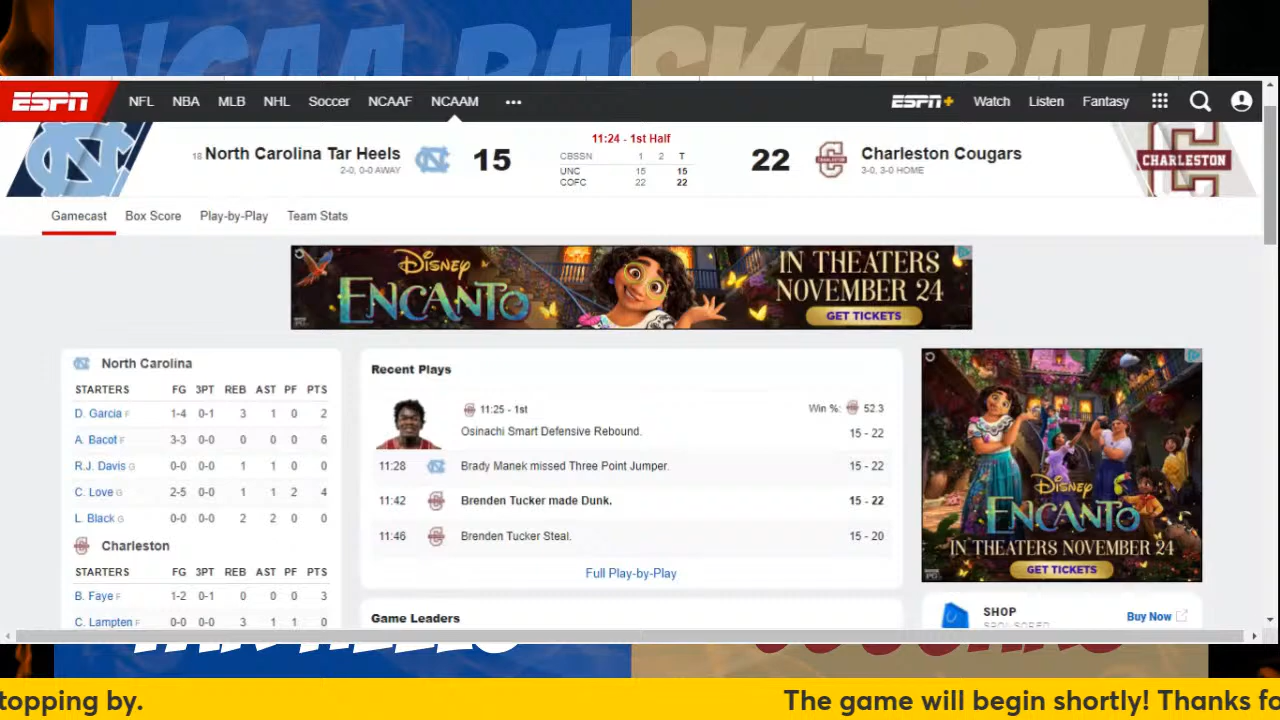 NCAA BASKETBALL
ESPN NFL NBA MLB NHL Soccer NCAAF NCAAM ••• ESPN+ Watch Listen Fantasy
11:24 - 1st Half
18 North Carolina Tar Heels 15 CBSSN 1 2 T 22 Charleston Cougars CHARLESTON
2-0, 0-0 AWAY UNC 15 15 3-0, 3-0 HOME
COFC 22 22
Gamecast Box Score Play-by-Play Team Stats
Disney ENCANTO
IN THEATERS
NOVEMBER 24
GET TICKETS
North Carolina
STARTERS FG 3PT REB AST PF PTS
D. Garcia F 1-4 0-1 3 1 0 2
A. Bacot F 3-3 0-0 0 0 0 6
R.J. Davis G 0-0 0-0 1 1 0 0
C. Love G 2-5 0-0 1 1 2 4
L. Black G 0-0 0-0 2 2 0 0
Charleston
STARTERS FG 3PT REB AST PF PTS
B. Faye F 1-2 0-1 0 0 0 3
C. Lampten F 0-0 0-0 3 1 1 0
Recent Plays
11:25 - 1st Win %: 52.3
Osinachi Smart Defensive Rebound. 15 - 22
11:28 Brady Manek missed Three Point Jumper. 15 - 22
11:42 Brenden Tucker made Dunk. 15 - 22
11:46 Brenden Tucker Steal. 15 - 20
Full Play-by-Play
Game Leaders
Disney
ENCANTO
IN THEATERS NOVEMBER 24
GET TICKETS
SHOP Buy Now
SPONSORED
TAR HEELS COUGARS
topping by. The game will begin shortly! Thanks fo